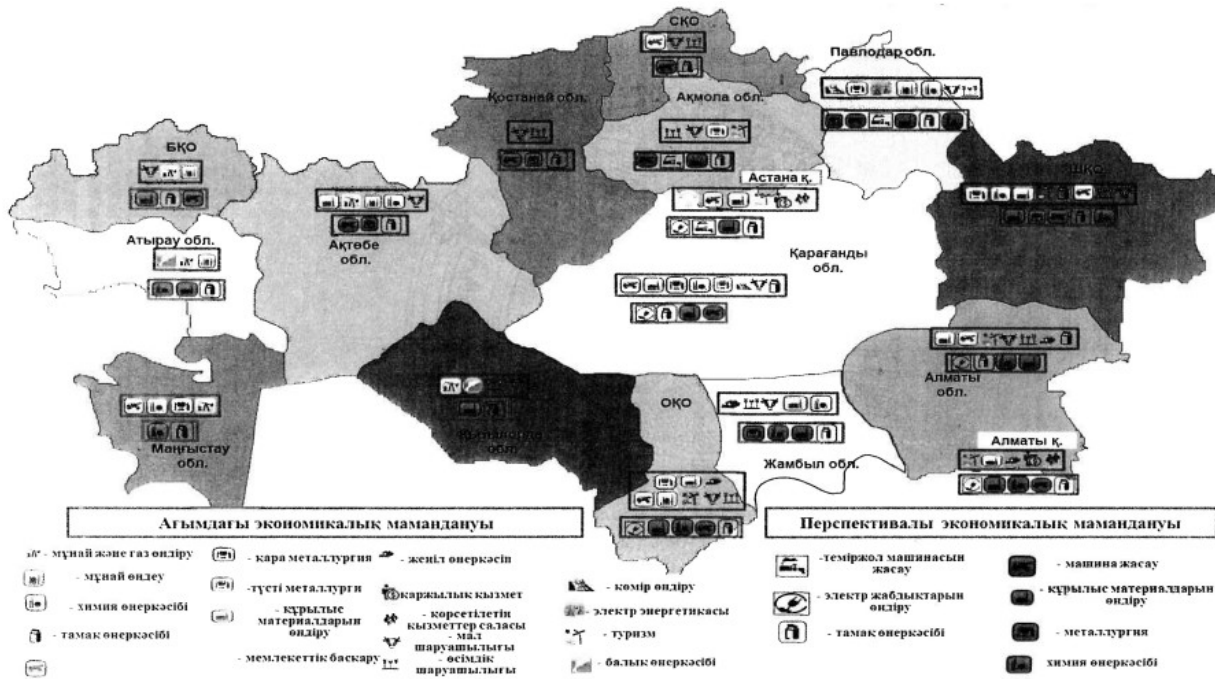 СҚО
Павлодар обл.
Қостанай обл.
Ақмола обл.
БҚО
ШҚО
Астана қ.
Атырау обл.
Ақтөбе
обл.
Қарағанды
обл.
Алматы
обл.
ОҚО
Қызылорда
обл.
Маңғыстау
обл.
Алматы қ.
Жамбыл обл.
Ағымдағы экономикалық мамандануы
- мұнай және газ өндіру
- мұнай өңдеу
- химия өнеркәсібі
- тамақ өнеркәсібі
- қара металлургия
-түсті металлурги
- құрылыс
материалдарын
өндіру
- мемлекеттік басқару
- жеңіл өнеркәсіп
қаржылық қызмет
- көрсетілетін
қызметтер саласы
- мал
шаруашылығы
- өсімдік
шаруашылығы
- көмір өндіру
- электр энергетикасы
- туризм
- балық өнеркәсібі
Перспективалы экономикалық мамандануы
-теміржол машинасын
жасау
- электр жабдықтарын
өндіру
- тамақ өнеркәсібі
- машина жасау
- құрылыс материалдарын
өндіру
- металлургия
химия өнеркәсібі